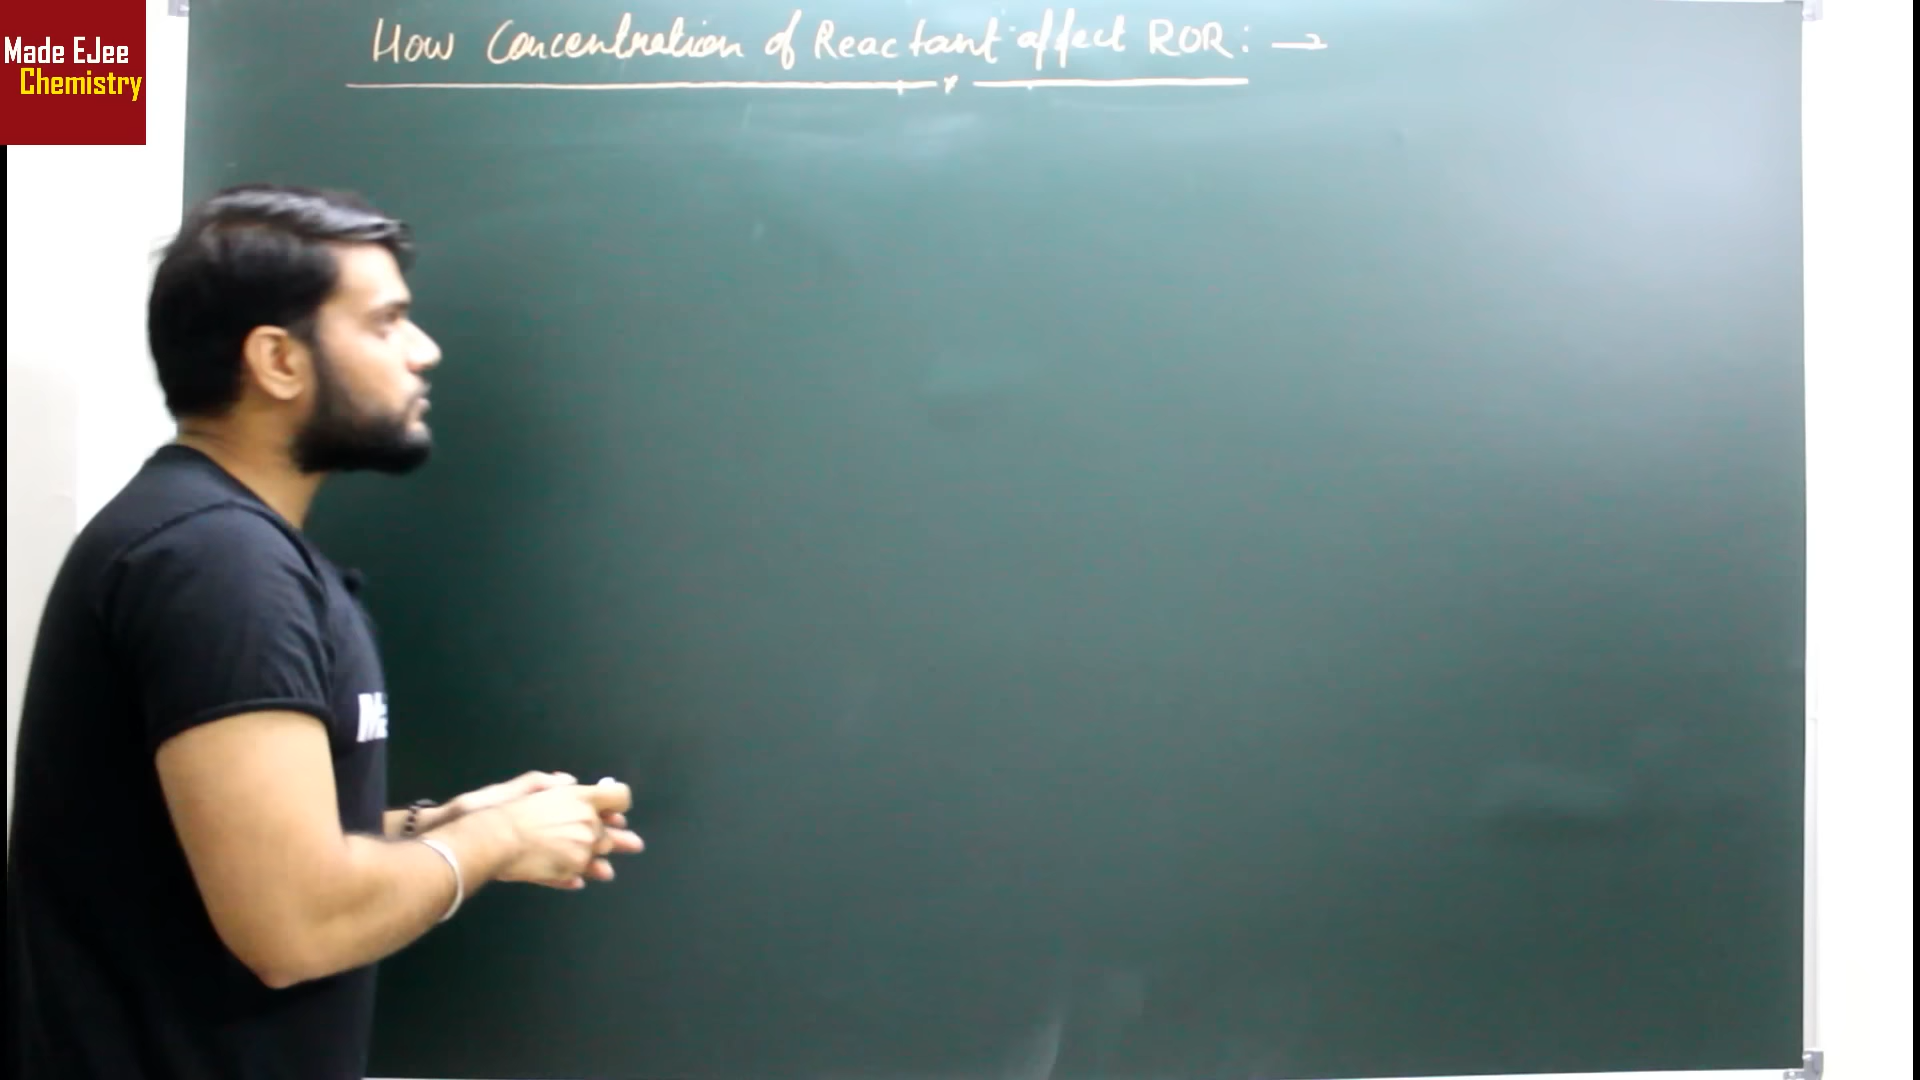 Made EJee
Chemistry
How Concentration of Reactant affect ROR: →